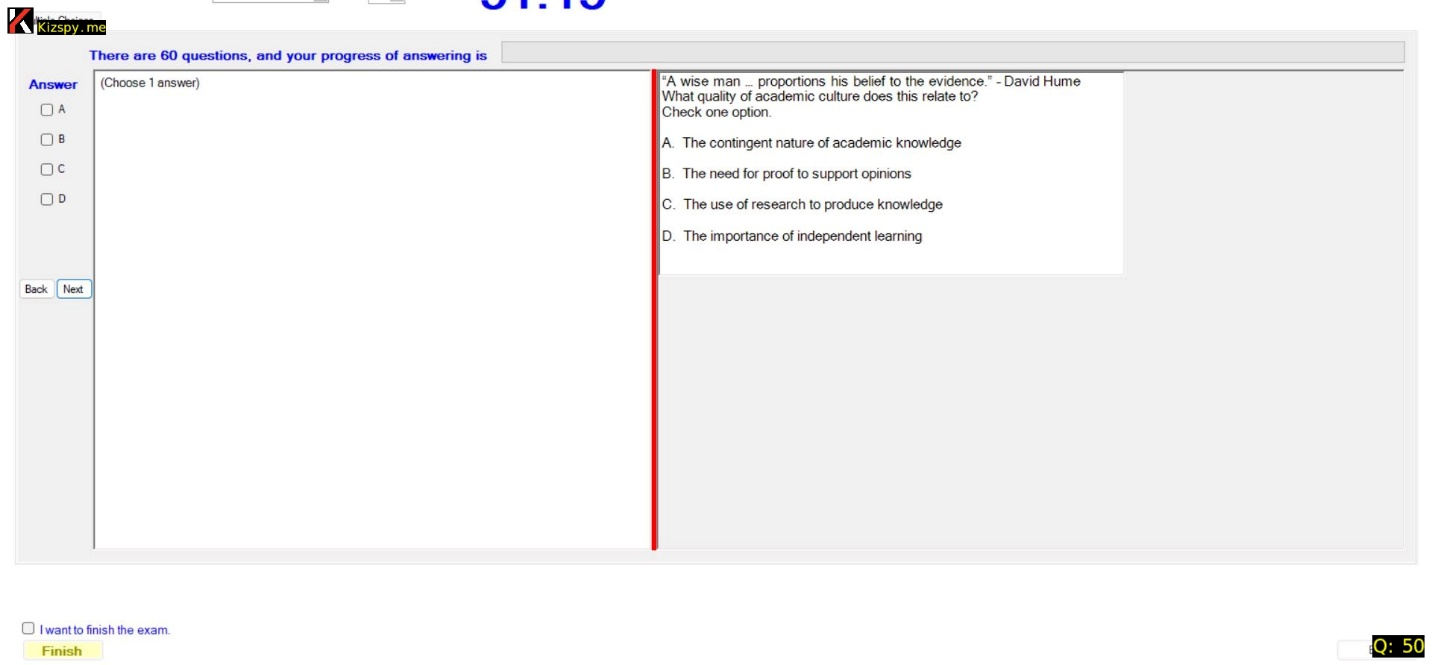 Kizspy.me
There are 60 questions, and your progress of answering is
Answer
A
B
C
D
Back
Next
(Choose 1 answer)
“A wise man ... proportions his belief to the evidence.” - David Hume
What quality of academic culture does this relate to?
Check one option.
A. The contingent nature of academic knowledge
B. The need for proof to support opinions
C. The use of research to produce knowledge
D. The importance of independent learning
I want to finish the exam.
Finish
Q: 50